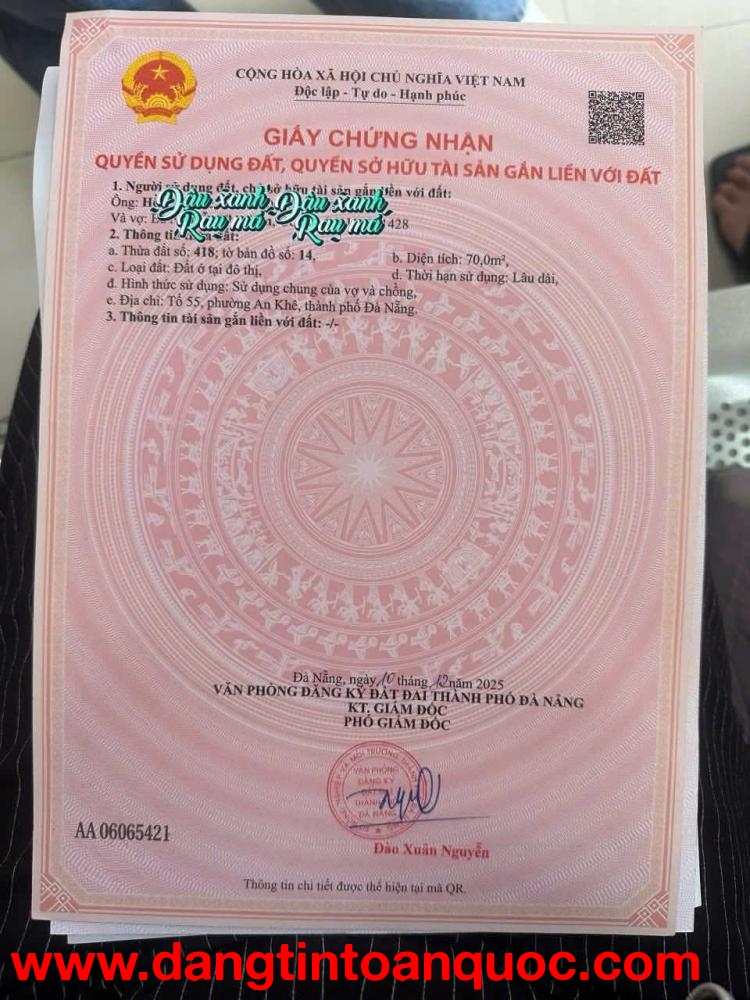 CỘNG HÒA XÃ HỘI CHỦ NGHĨA VIỆT NAM
Độc lập - Tự do - Hạnh phúc
GIẤY CHỨNG NHẬN
QUYỀN SỬ DỤNG ĐẤT, QUYỀN SỞ HỮU TÀI SẢN GẮN LIỀN VỚI ĐẤT
1. Người sử dụng đất, chủ sở hữu tài sản gắn liền với đất:
Ông:
Đậu xanh Đậu xanh
Rau má Rau má
Và vợ: 428
2. Thông tin đất:
a. Thửa đất số: 418; tờ bản đồ số: 14,
b. Diện tích: 70,0m²,
c. Loại đất: Đất ở tại đô thị,
d. Thời hạn sử dụng: Lâu dài,
đ. Hình thức sử dụng: Sử dụng chung của vợ và chồng,
e. Địa chỉ: Tổ 55, phường An Khê, thành phố Đà Nẵng.
3. Thông tin tài sản gắn liền với đất: -/-
Đà Nẵng, ngày 10 tháng 12 năm 2025
VĂN PHÒNG ĐĂNG KÝ ĐẤT ĐAI THÀNH PHỐ ĐÀ NẴNG
KT. GIÁM ĐỐC
PHÓ GIÁM ĐỐC
VĂN PHÒNG
ĐĂNG KÝ
ĐẤT
THÀNH
ĐÀ NẴNG
Đào Xuân Nguyễn
AA 06065421
Thông tin chi tiết được thể hiện tại mã QR.
www.dangtintoanquoc.com